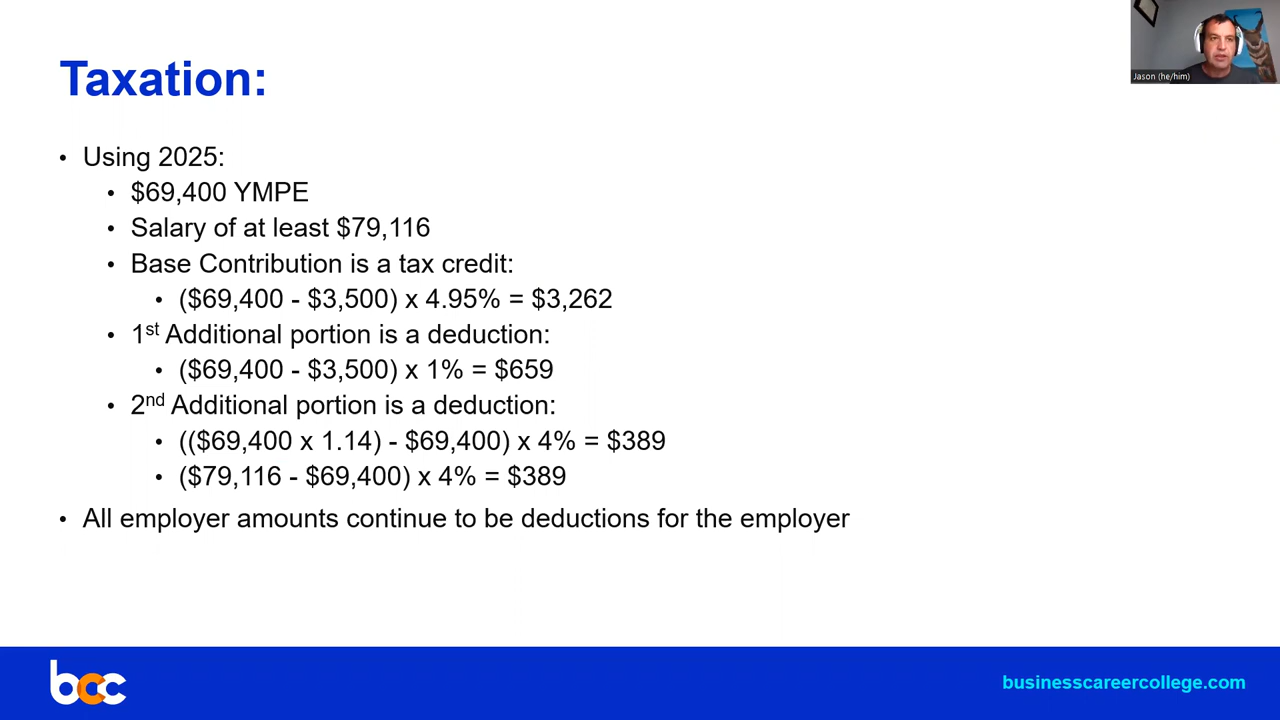 Taxation:
Jason (he/him)
• Using 2025:
• $69,400 YMPE
• Salary of at least $79,116
• Base Contribution is a tax credit:
• ($69,400 - $3,500) x 4.95% = $3,262
• 1st Additional portion is a deduction:
• ($69,400 - $3,500) x 1% = $659
• 2nd Additional portion is a deduction:
• (($69,400 x 1.14) - $69,400) x 4% = $389
• ($79,116 - $69,400) x 4% = $389
• All employer amounts continue to be deductions for the employer
bcc
businesscareercollege.com